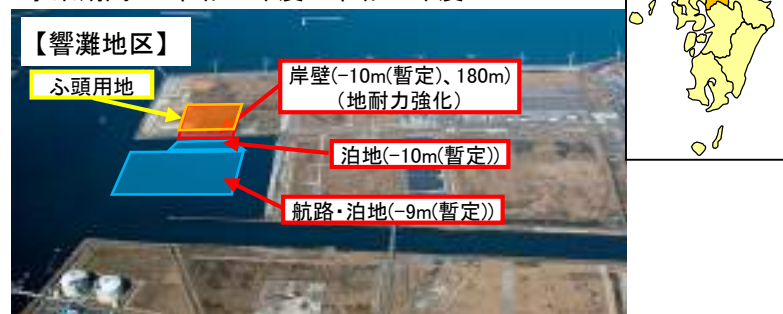 【響灘地区】
ふ頭用地
岸壁(-10m(暫定)、180m)
(地耐力強化)
泊地(-10m(暫定))
航路・泊地(-9m(暫定))